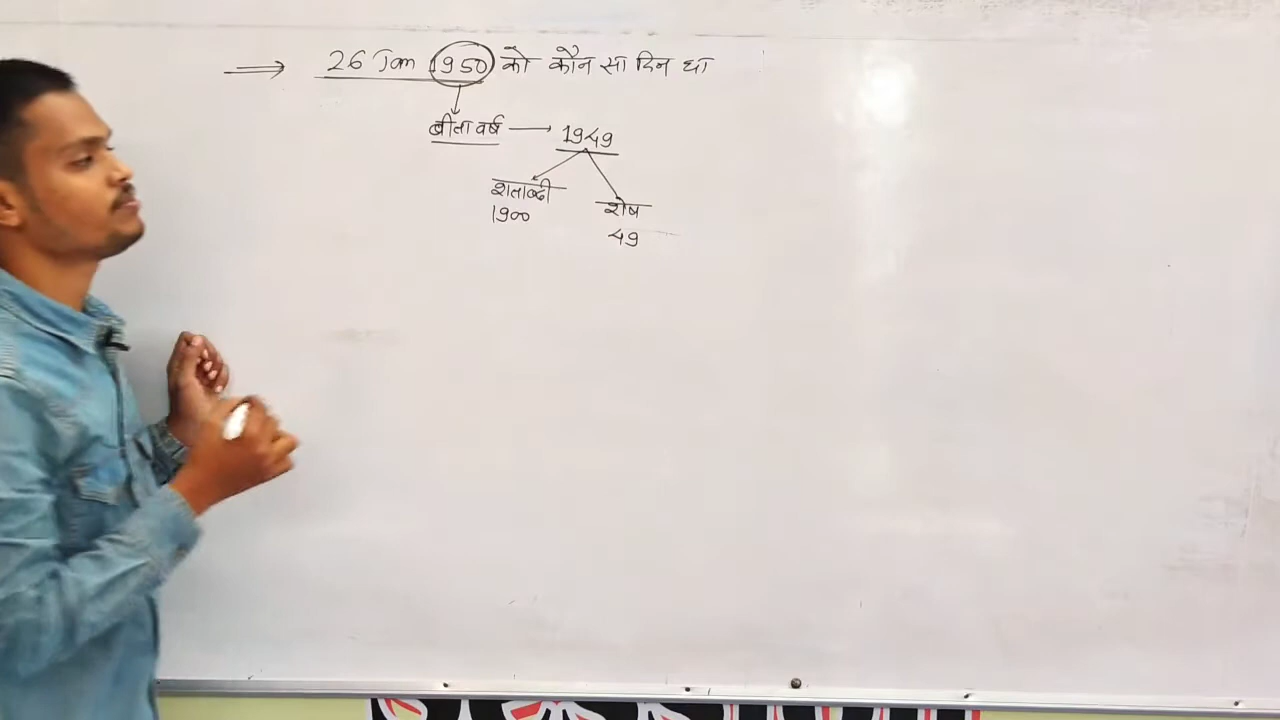 ⟹ 26 Jan 1950 को कौन सा दिन था
बीता वर्ष → 1949
शताब्दी शेष
1900 49